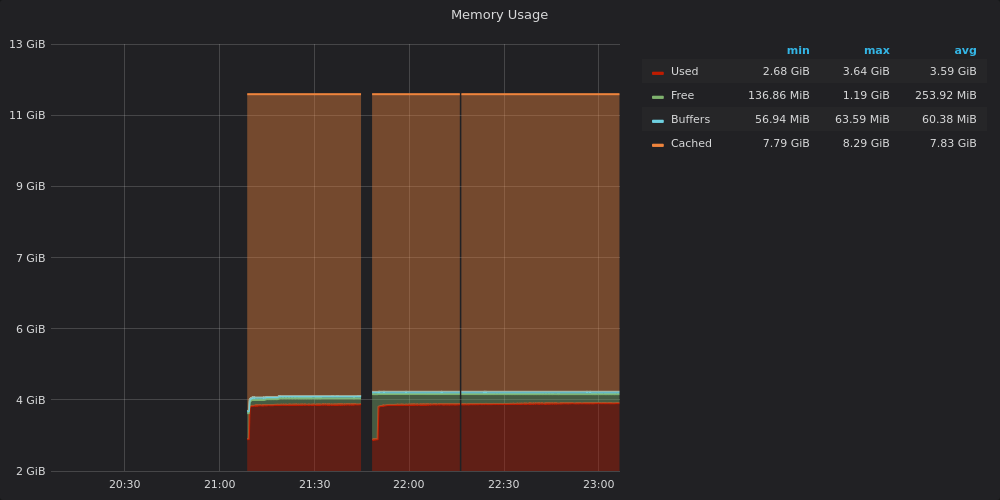 Memory Usage
13 GiB
11 GiB
9 GiB
7 GiB
6 GiB
4 GiB
2 GiB
20:30 21:00 21:30 22:00 22:30 23:00
min max avg
Used 2.68 GiB 3.64 GiB 3.59 GiB
Free 136.86 MiB 1.19 GiB 253.92 MiB
Buffers 56.94 MiB 63.59 MiB 60.38 MiB
Cached 7.79 GiB 8.29 GiB 7.83 GiB